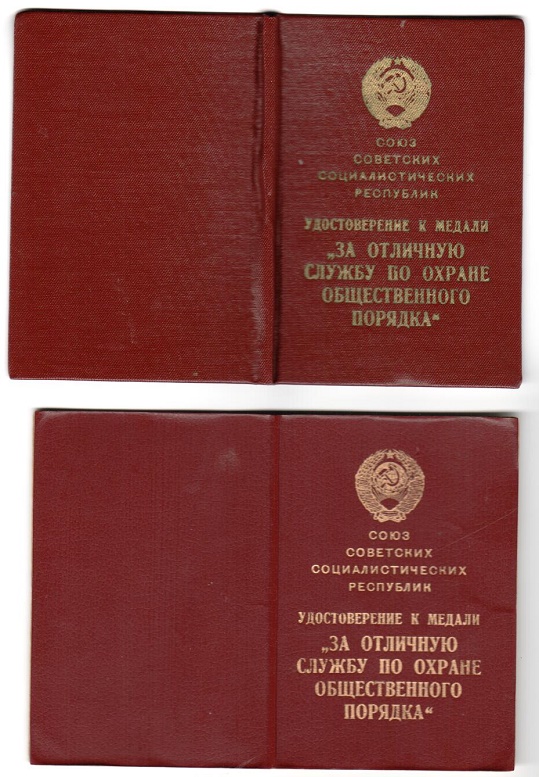 СОЮЗ
СОВЕТСКИХ
СОЦИАЛИСТИЧЕСКИХ
РЕСПУБЛИК
УДОСТОВЕРЕНИЕ К МЕДАЛИ
„ЗА ОТЛИЧНУЮ
СЛУЖБУ ПО ОХРАНЕ
ОБЩЕСТВЕННОГО
ПОРЯДКА“
СОЮЗ
СОВЕТСКИХ
СОЦИАЛИСТИЧЕСКИХ
РЕСПУБЛИК
УДОСТОВЕРЕНИЕ К МЕДАЛИ
„ЗА ОТЛИЧНУЮ
СЛУЖБУ ПО ОХРАНЕ
ОБЩЕСТВЕННОГО
ПОРЯДКА“